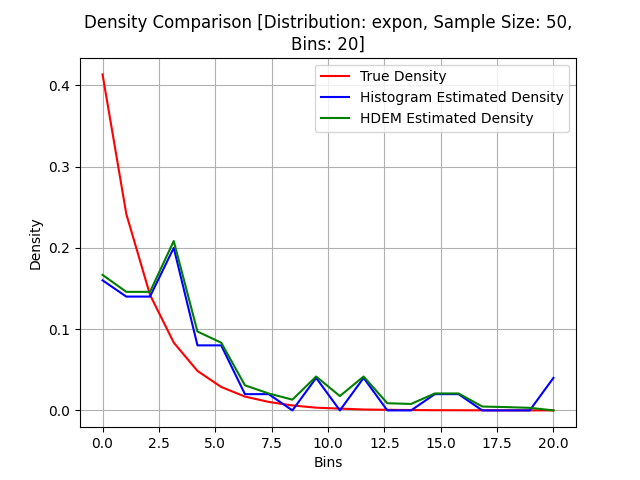 Density Comparison [Distribution: expon, Sample Size: 50,
Bins: 20]
True Density
Histogram Estimated Density
HDEM Estimated Density
Density
0.4
0.3
0.2
0.1
0.0
0.0 2.5 5.0 7.5 10.0 12.5 15.0 17.5 20.0
Bins